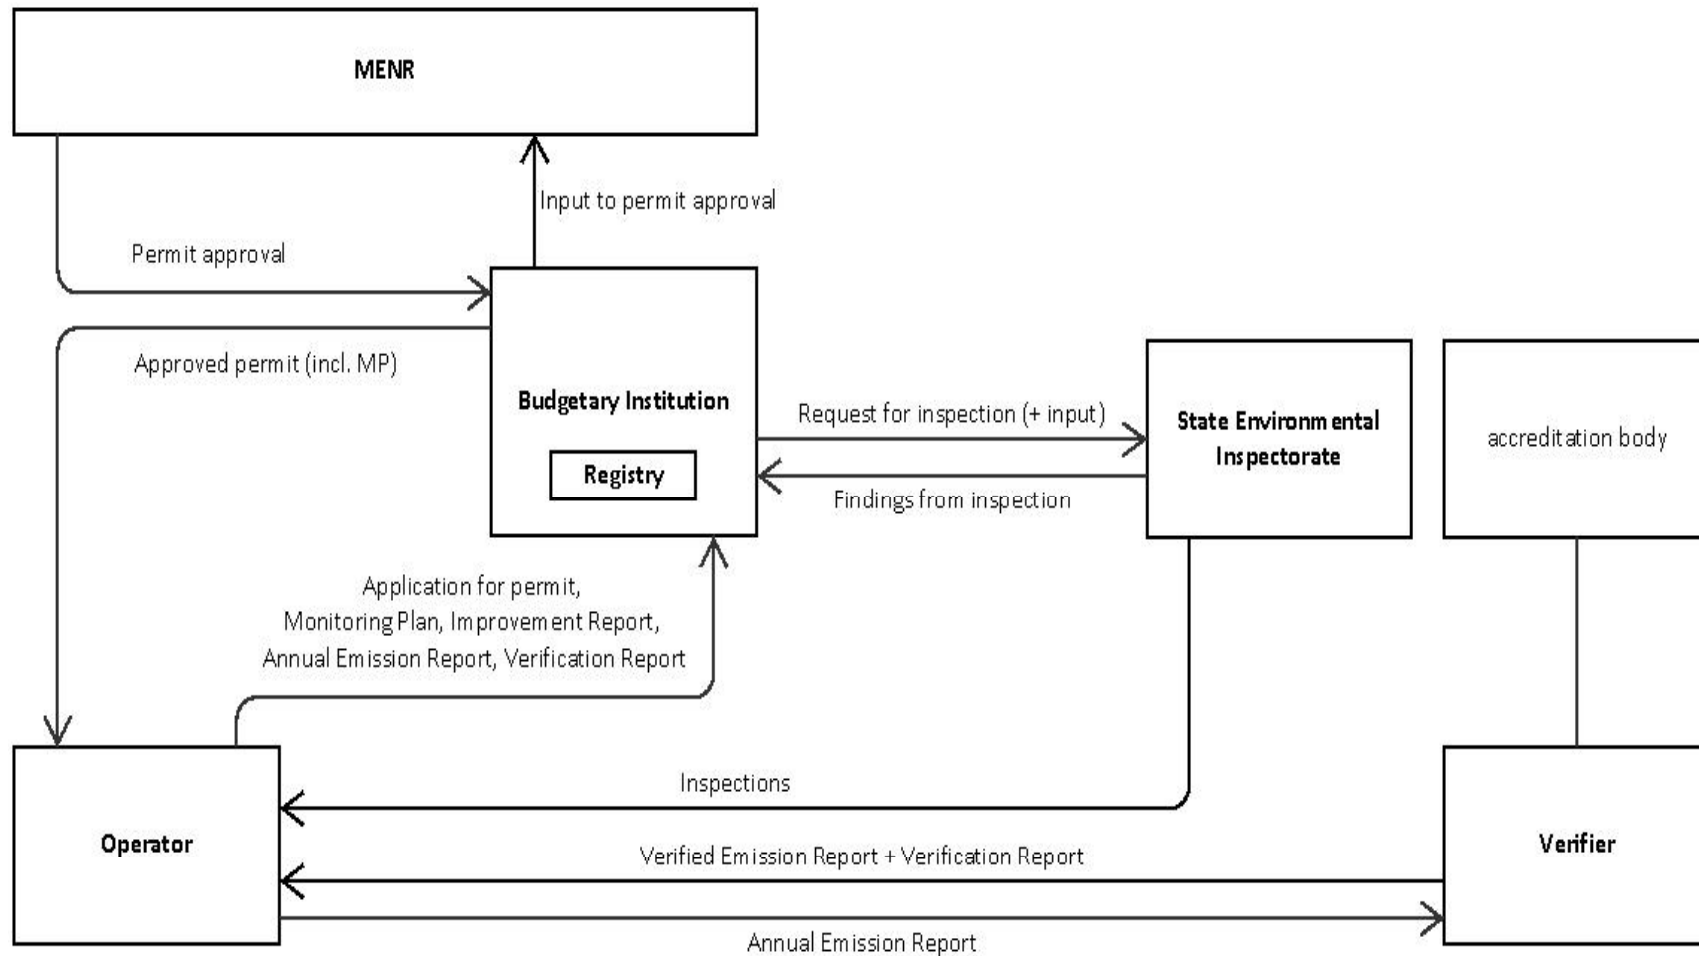 MENR
Input to permit approval
Permit approval
Approved permit (incl. MP)
Budgetary Institution
Registry
Request for inspection (+ input)
Findings from inspection
State Environmental
Inspectorate
accreditation body
Application for permit,
Monitoring Plan, Improvement Report,
Annual Emission Report, Verification Report
Inspections
Operator
Verified Emission Report + Verification Report
Verifier
Annual Emission Report